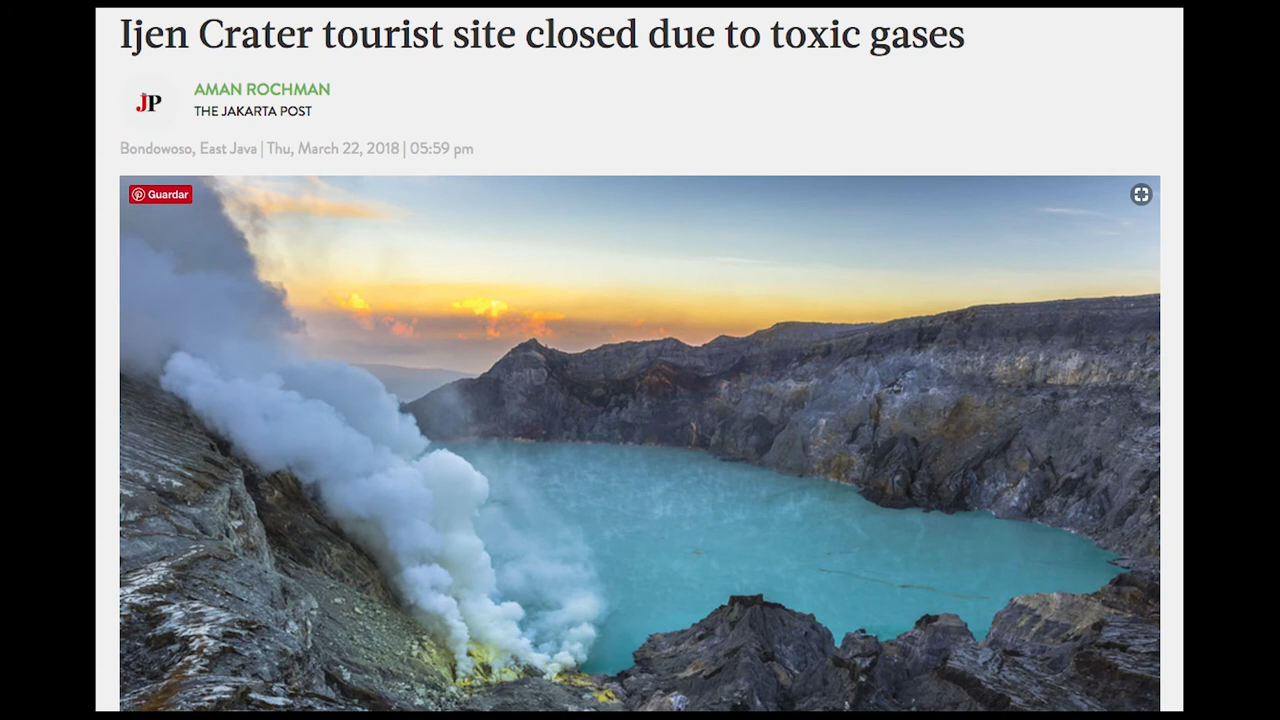 Ijen Crater tourist site closed due to toxic gases
JP
AMAN ROCHMAN
THE JAKARTA POST
Bondowoso, East Java | Thu, March 22, 2018 | 05:59 pm
Guardar